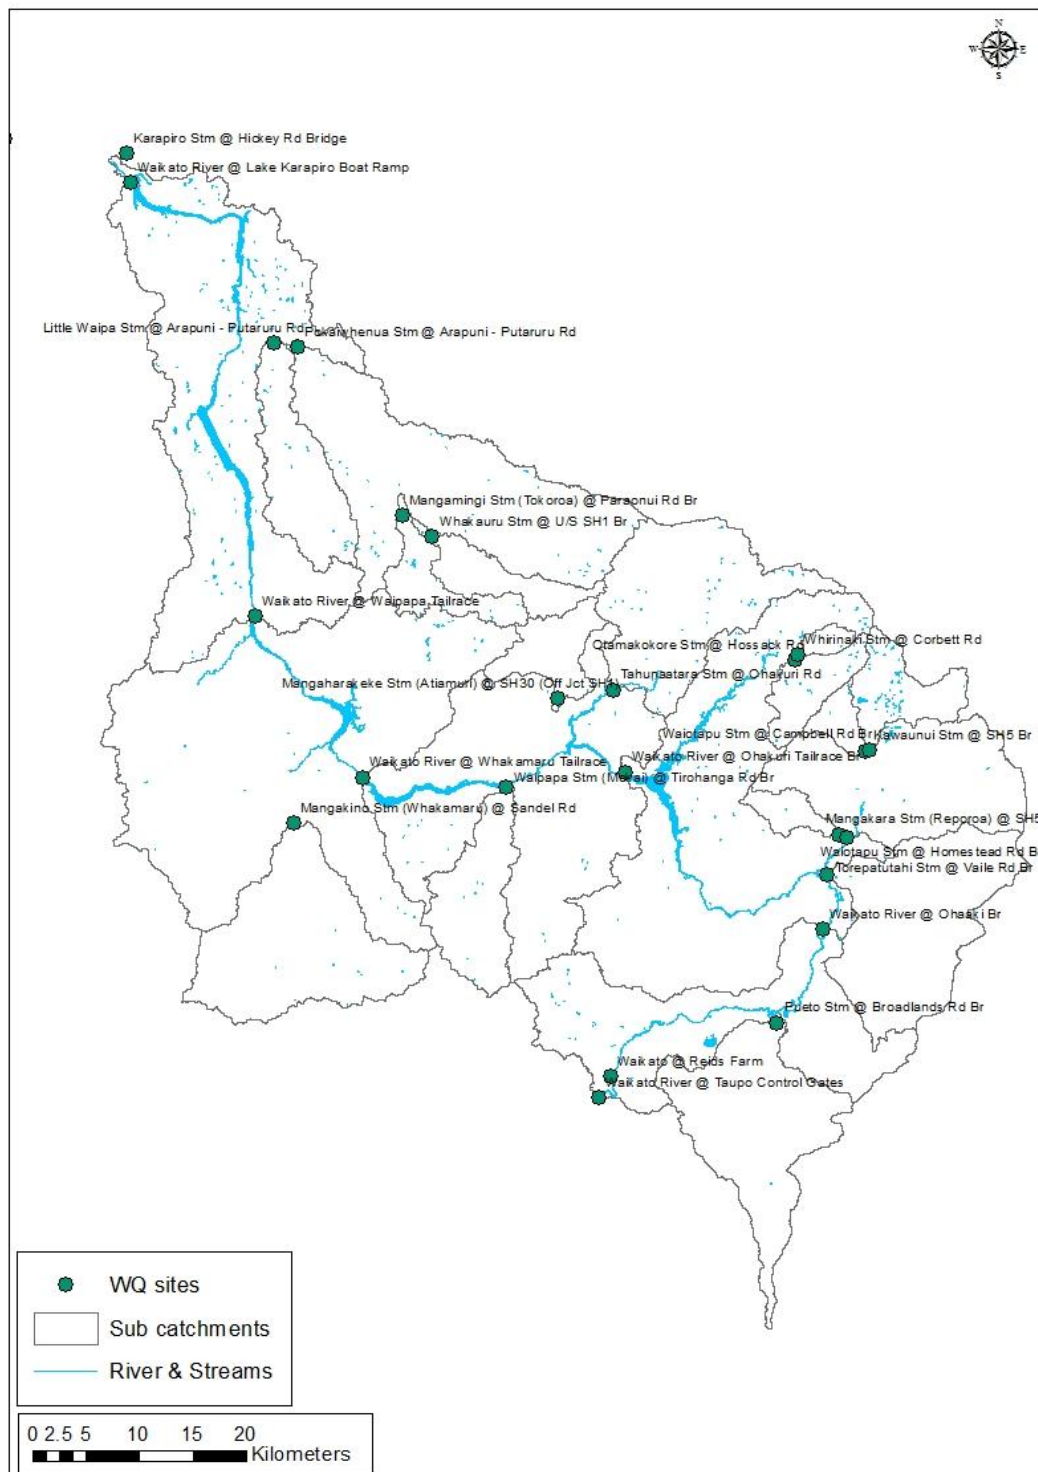 N
W E
S
Karapiro Stm @ Hickey Rd Bridge
Waikato River @ Lake Karapiro Boat Ramp
Little Waipa Stm @ Arapuni - Putaruru Rd
Pokaiwhenua Stm @ Arapuni - Putaruru Rd
Mangamingi Stm (Tokoroa) @ Paraonui Rd Br
Whakauru Stm @ U/S SH1 Br
Waikato River @ Waipapa Tailrace
Otamakokore Stm @ Hossack Rd
Whirinaki Stm @ Corbett Rd
Tahunaatara Stm @ Ohakuri Rd
Mangaharakeke Stm (Atiamuri) @ SH30 (Off Jct SH1)
Waiotapu Stm @ Campbell Rd Br
Kawaunui Stm @ SH5 Br
Waikato River @ Ohakuri Tailrace Br
Waikato River @ Whakamaru Tailrace
Waipapa Stm (Mokai) @ Tirohanga Rd Br
Mangakino Stm (Whakamaru) @ Sandel Rd
Mangakara Stm (Reporoa) @ SH5
Waiotapu Stm @ Homestead Rd B
Torepatutahi Stm @ Vaile Rd Br
Waikato River @ Ohaaki Br
Pueto Stm @ Broadlands Rd Br
Waikato @ Reids Farm
Waikato River @ Taupo Control Gates
WQ sites
Sub catchments
River & Streams
0 2.5 5 10 15 20
Kilometers